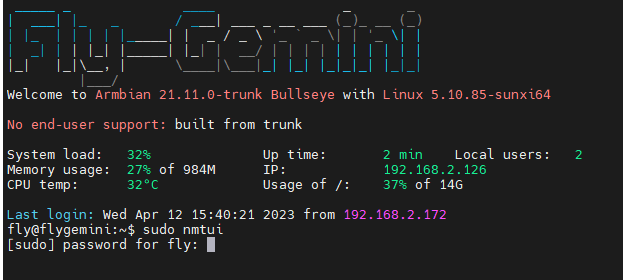 Fly-Gemini
Welcome to Armbian 21.11.0-trunk Bullseye with Linux 5.10.85-sunxi64
No end-user support: built from trunk
System load: 32% Up time: 2 min Local users: 2
Memory usage: 27% of 984M IP: 192.168.2.126
CPU temp: 32°C Usage of /: 37% of 14G
Last login: Wed Apr 12 15:40:21 2023 from 192.168.2.172
fly@flygemini:~$ sudo nmtui
[sudo] password for fly: